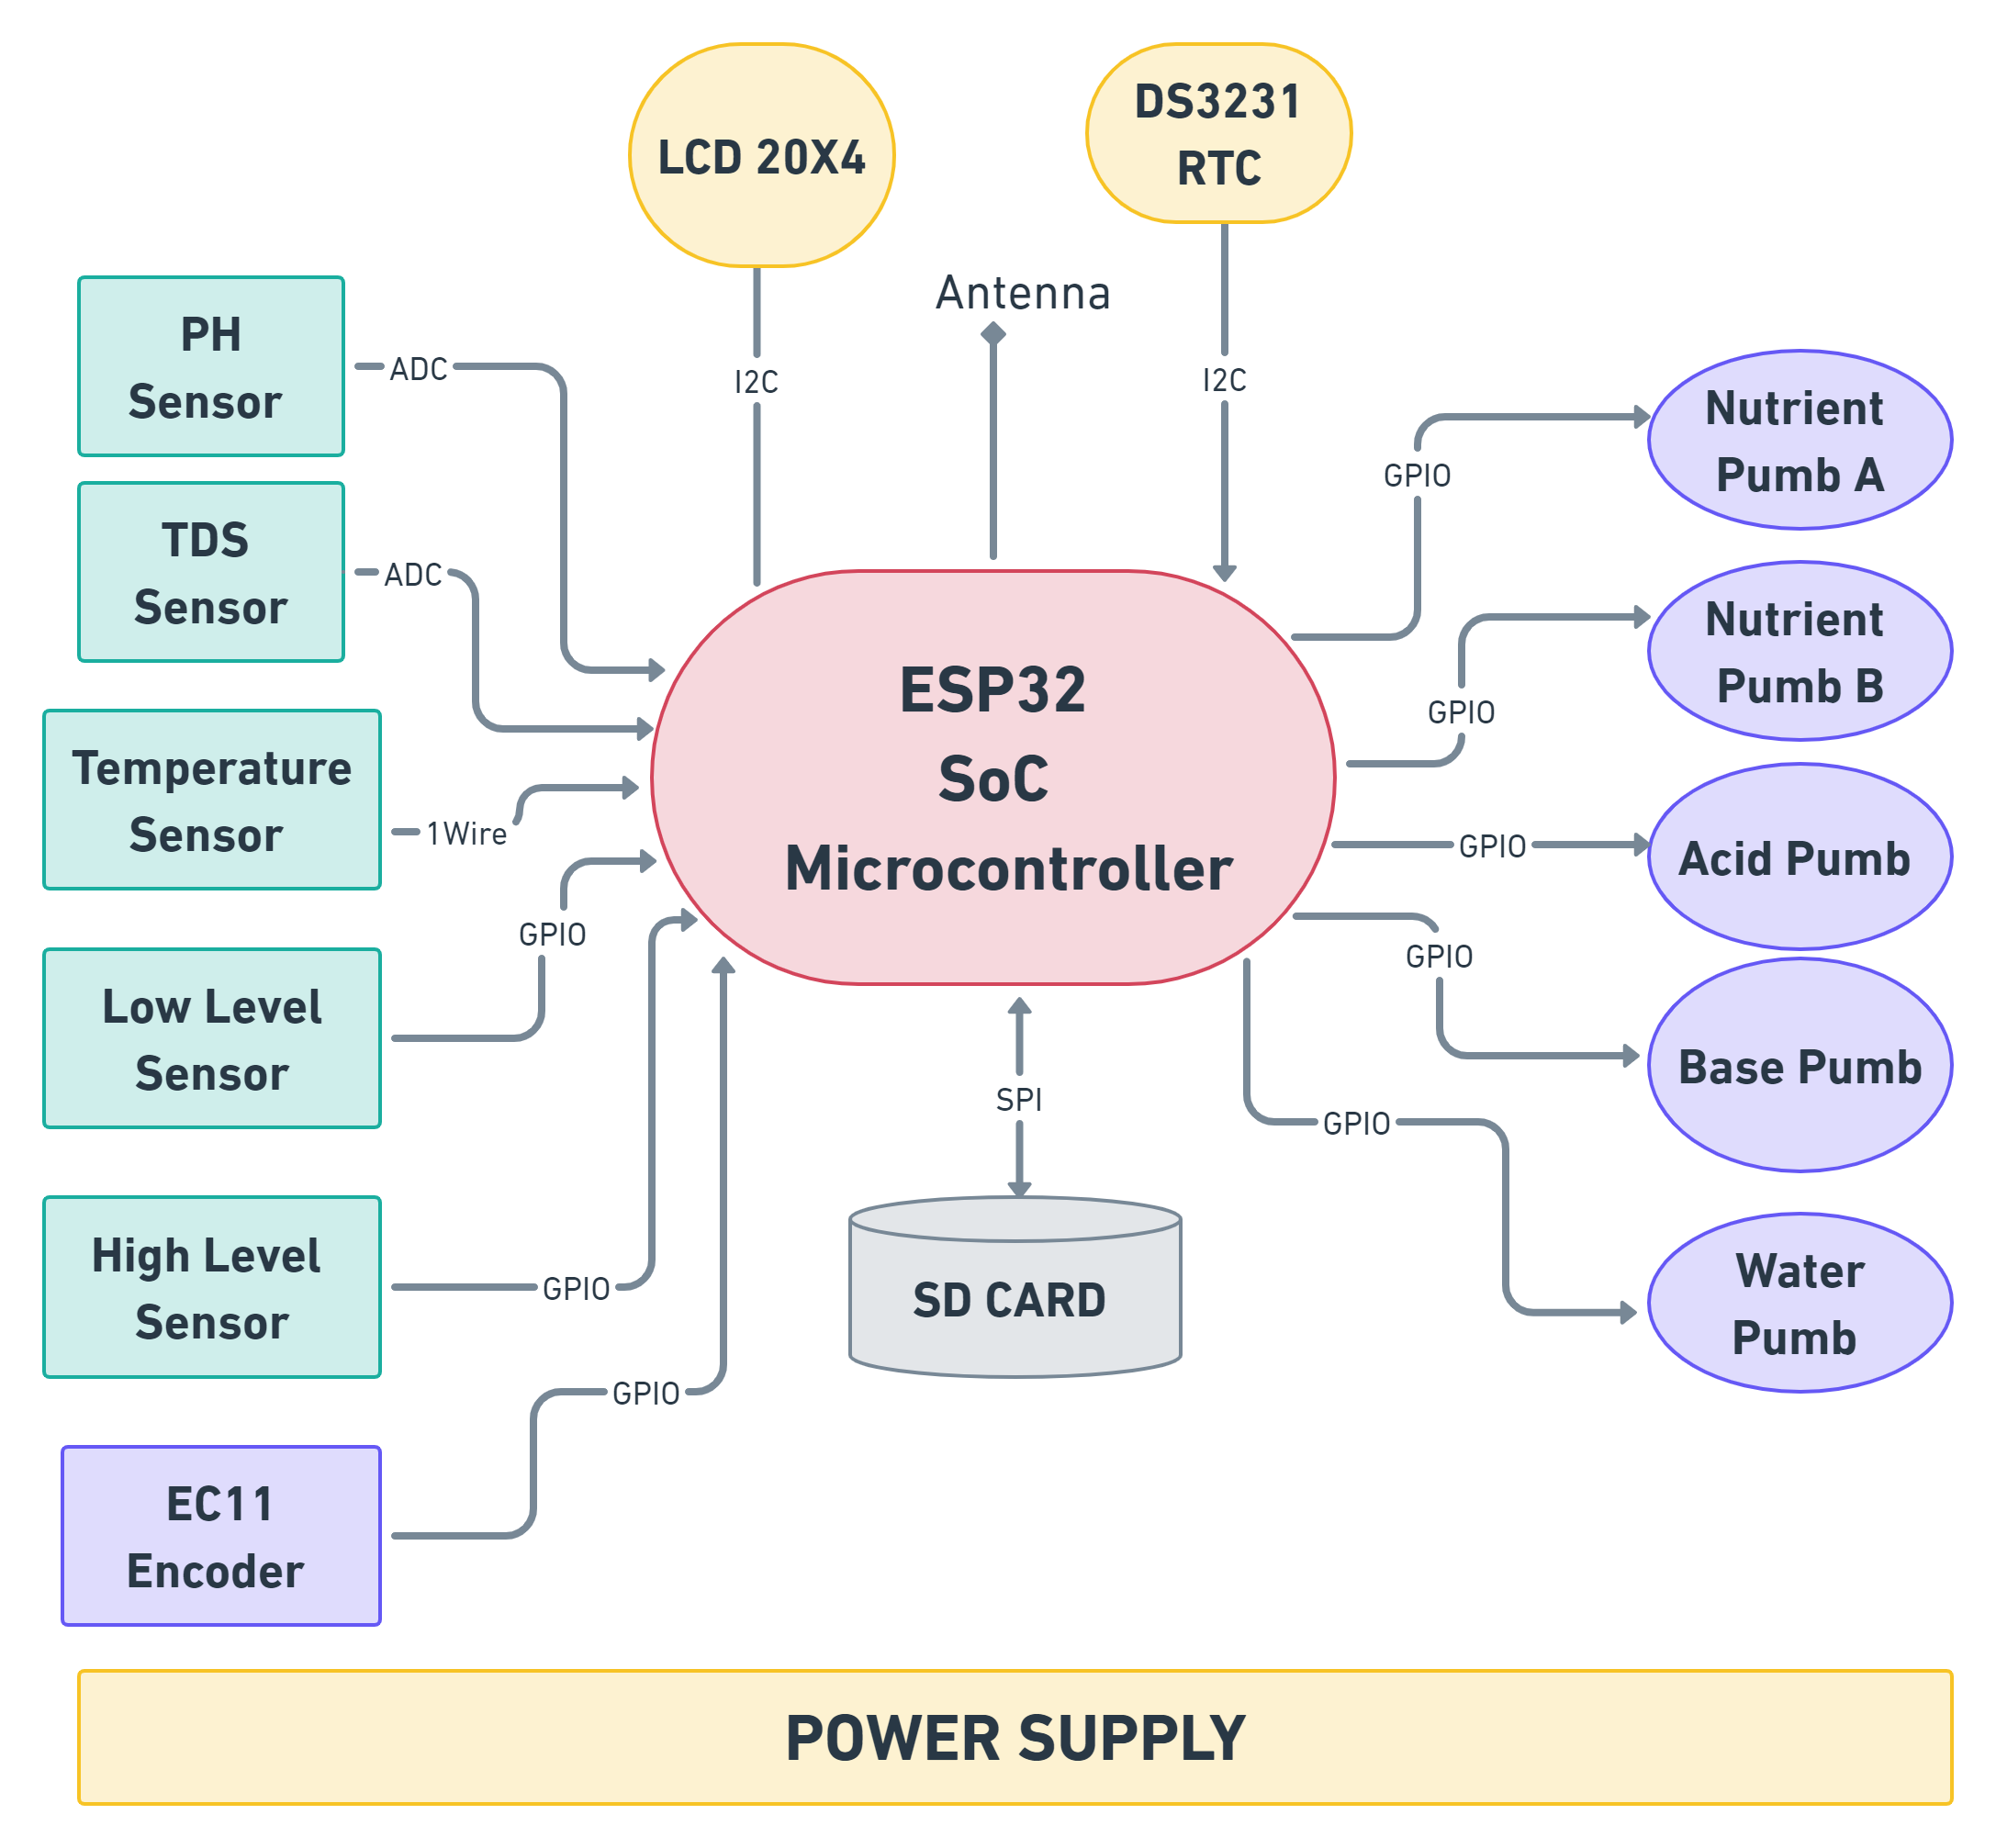 LCD 20X4
DS3231
RTC
Antenna
I2C
I2C
PH
Sensor
ADC
TDS
Sensor
ADC
Temperature
Sensor
1Wire
Low Level
Sensor
GPIO
High Level
Sensor
GPIO
EC11
Encoder
GPIO
ESP32
SoC
Microcontroller
SPI
SD CARD
GPIO
Nutrient
Pumb A
GPIO
Nutrient
Pumb B
GPIO
Acid Pumb
GPIO
Base Pumb
GPIO
Water
Pumb
POWER SUPPLY